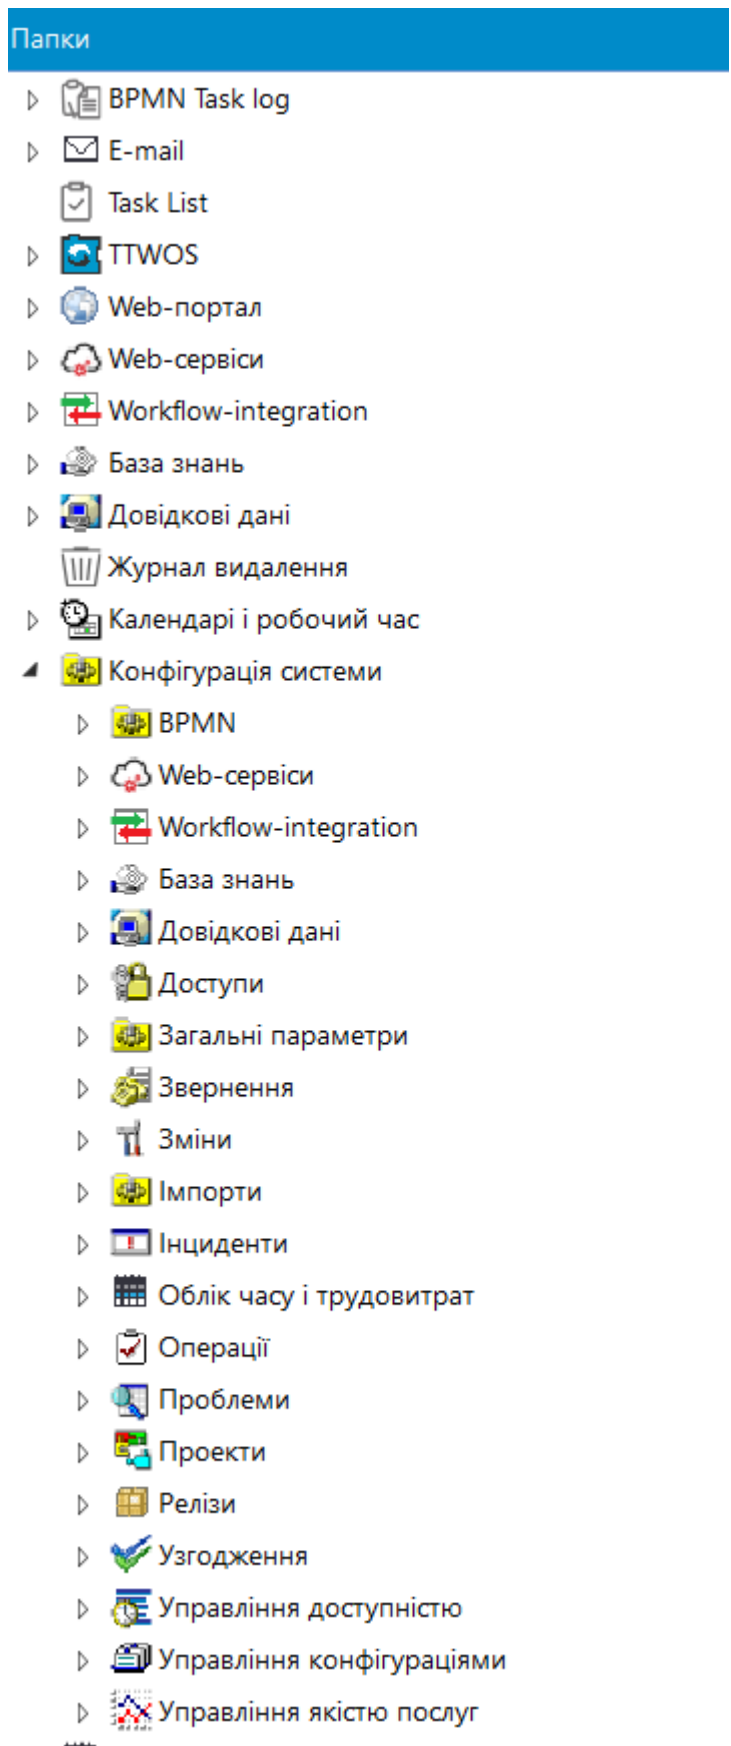 Папки
BPMN Task log
E-mail
Task List
TTWOS
Web-портал
Web-сервіси
Workflow-integration
База знань
Довідкові дані
Журнал видалення
Календарі і робочий час
Конфігурація системи
BPMN
Web-сервіси
Workflow-integration
База знань
Довідкові дані
Доступи
Загальні параметри
Звернення
Зміни
Імпорти
Інциденти
Облік часу і трудовитрат
Операції
Проблеми
Проекти
Релізи
Узгодження
Управління доступністю
Управління конфігураціями
Управління якістю послуг